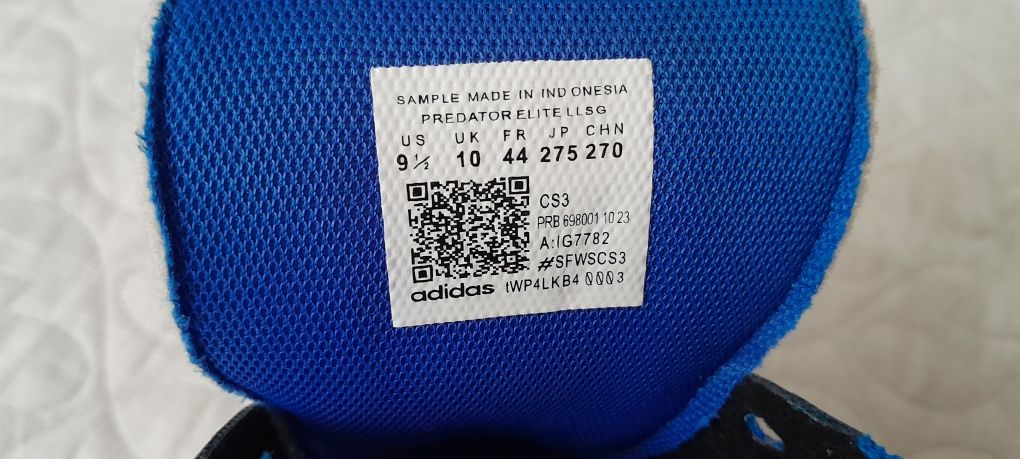 SAMPLE MADE IN INDONESIA
PREDATOR ELITE LLSG
US UK FR JP CHN
9½ 10 44 275 270
CS3
PRB 698001 10 23
A:IG7782
#SFWSCS3
adidas tWP4LKB4 0003